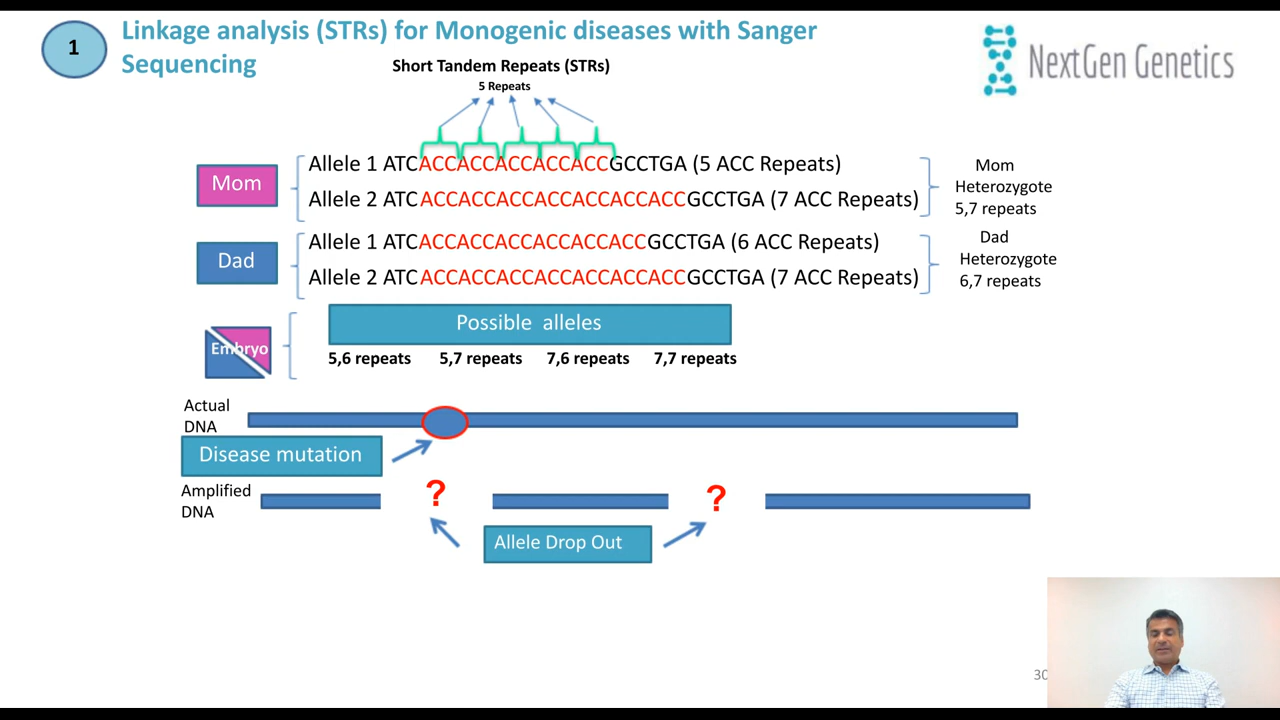 1
Linkage analysis (STRs) for Monogenic diseases with Sanger
Sequencing
NextGen Genetics
Short Tandem Repeats (STRs)
5 Repeats
Mom
Allele 1 ATCACCACCACCACCACCGCCTGA (5 ACC Repeats)
Allele 2 ATCACCACCACCACCACCACCACCGCCTGA (7 ACC Repeats)
Mom
Heterozygote
5,7 repeats
Dad
Allele 1 ATCACCACCACCACCACCACCGCCTGA (6 ACC Repeats)
Allele 2 ATCACCACCACCACCACCACCACCGCCTGA (7 ACC Repeats)
Dad
Heterozygote
6,7 repeats
Embryo
Possible alleles
5,6 repeats 5,7 repeats 7,6 repeats 7,7 repeats
Actual
DNA
Disease mutation
Amplified
DNA
? ?
Allele Drop Out
30